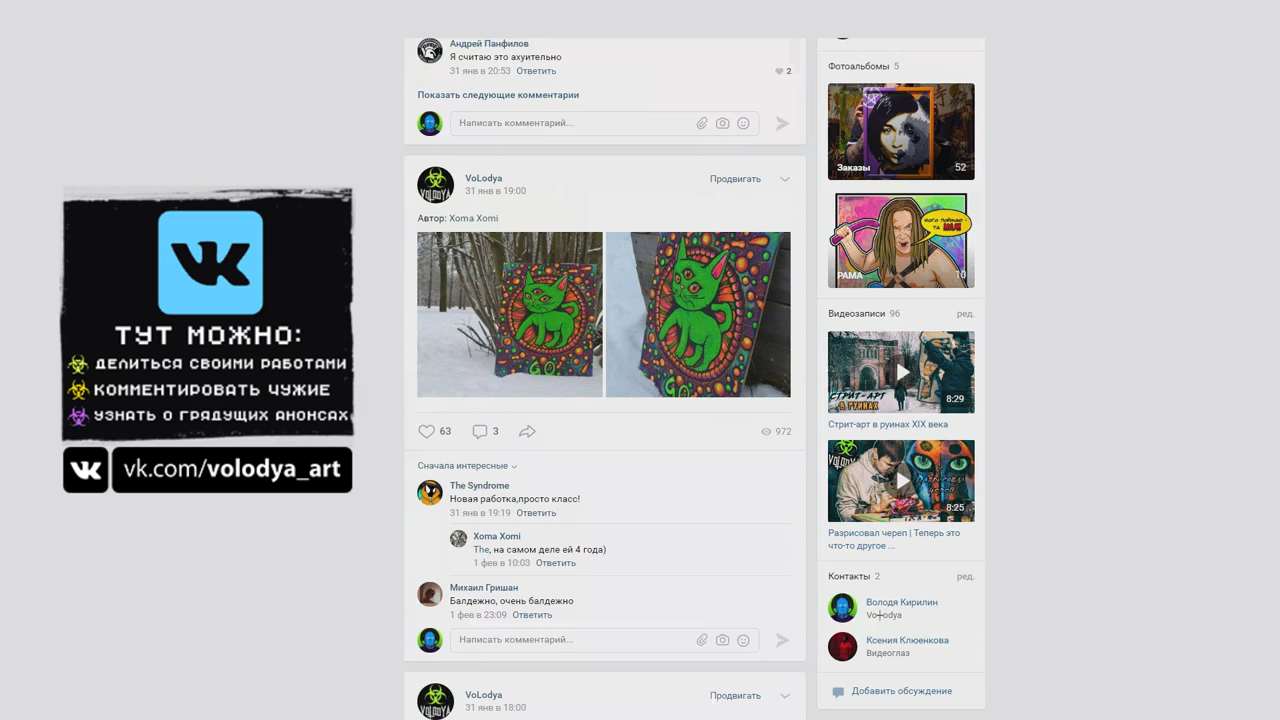 ТУТ МОЖНО:
ДЕЛИТЬСЯ СВОИМИ РАБОТАМИ
КОММЕНТИРОВАТЬ ЧУЖИЕ
УЗНАТЬ О ГРЯДУЩИХ АНОНСАХ
vk.com/volodya_art
Андрей Панфилов
Я считаю это ахуительно
31 янв в 20:53 Ответить
2
Показать следующие комментарии
Написать комментарий...
VoLodya
31 янв в 19:00
Продвигать
Автор: Xoma Xomi
GO!
GO!
63
3
972
Сначала интересные
The Syndrome
Новая работка,просто класс!
31 янв в 19:19 Ответить
Xoma Xomi
The, на самом деле ей 4 года)
1 фев в 10:03 Ответить
Михаил Гришан
Балдежно, очень балдежно
1 фев в 23:09 Ответить
Написать комментарий...
VoLodya
31 янв в 18:00
Продвигать
Фотоальбомы 5
Заказы 52
РАМА 10
Видеозаписи 96 ред.
СТРИТ-АРТ
В РУИНАХ
8:29
Стрит-арт в руинах XIX века
VOLODYA
8:25
Разрисовал череп | Теперь это
что-то другое ...
Контакты 2 ред.
Володя Кирилин
VoLodya
Ксения Клюенкова
Видеоглаз
Добавить обсуждение